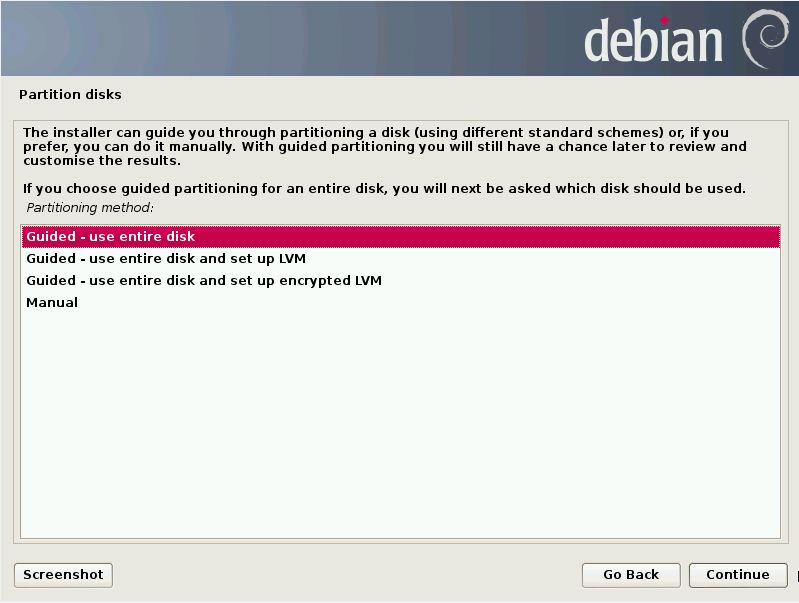 debian
Partition disks
The installer can guide you through partitioning a disk (using different standard schemes) or, if you
prefer, you can do it manually. With guided partitioning you will still have a chance later to review and
customise the results.
If you choose guided partitioning for an entire disk, you will next be asked which disk should be used.
Partitioning method:
Guided - use entire disk
Guided - use entire disk and set up LVM
Guided - use entire disk and set up encrypted LVM
Manual
Screenshot
Go Back
Continue